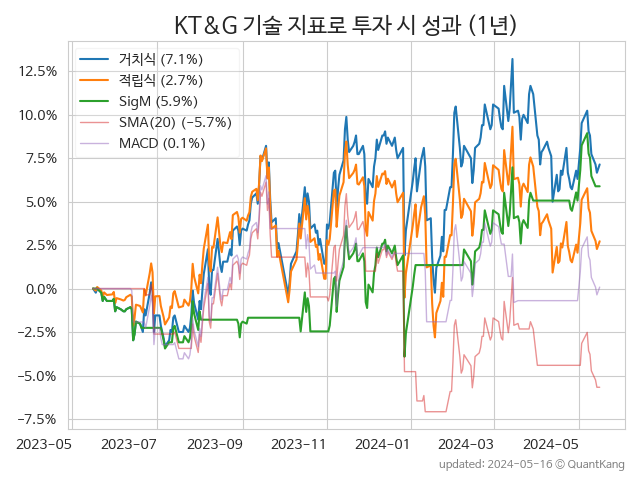 KT&G 기술 지표로 투자 시 성과 (1년)
거치식 (7.1%)
적립식 (2.7%)
SigM (5.9%)
SMA(20) (−5.7%)
MACD (0.1%)
12.5%
10.0%
7.5%
5.0%
2.5%
0.0%
−2.5%
−5.0%
−7.5%
2023-05 2023-07 2023-09 2023-11 2024-01 2024-03 2024-05
updated: 2024-05-16 ⓒ QuantKang